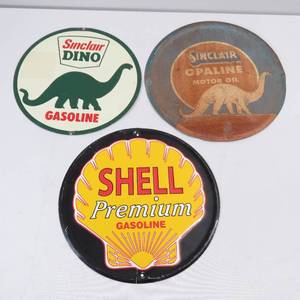 Sinclair
DINO
GASOLINE
SINCLAIR
OPALINE
MOTOR OIL
SHELL
Premium
GASOLINE